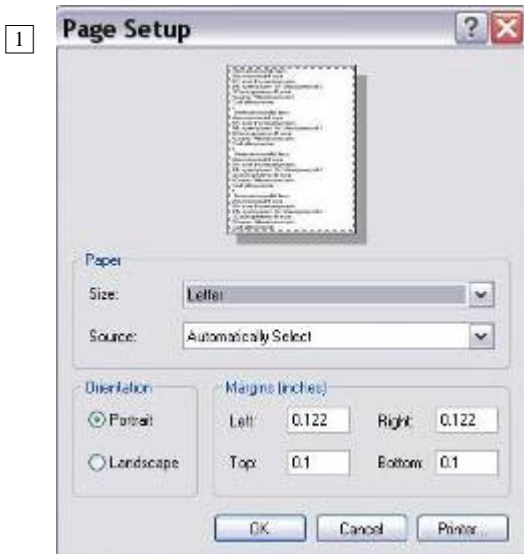 1
Page Setup
Paper
Size: Letter
Source: Automatically Select
Orientation
Portrait
Landscape
Margins (inches)
Left: 0.122 Right: 0.122
Top: 0.1 Bottom: 0.1
OK Cancel Printer...